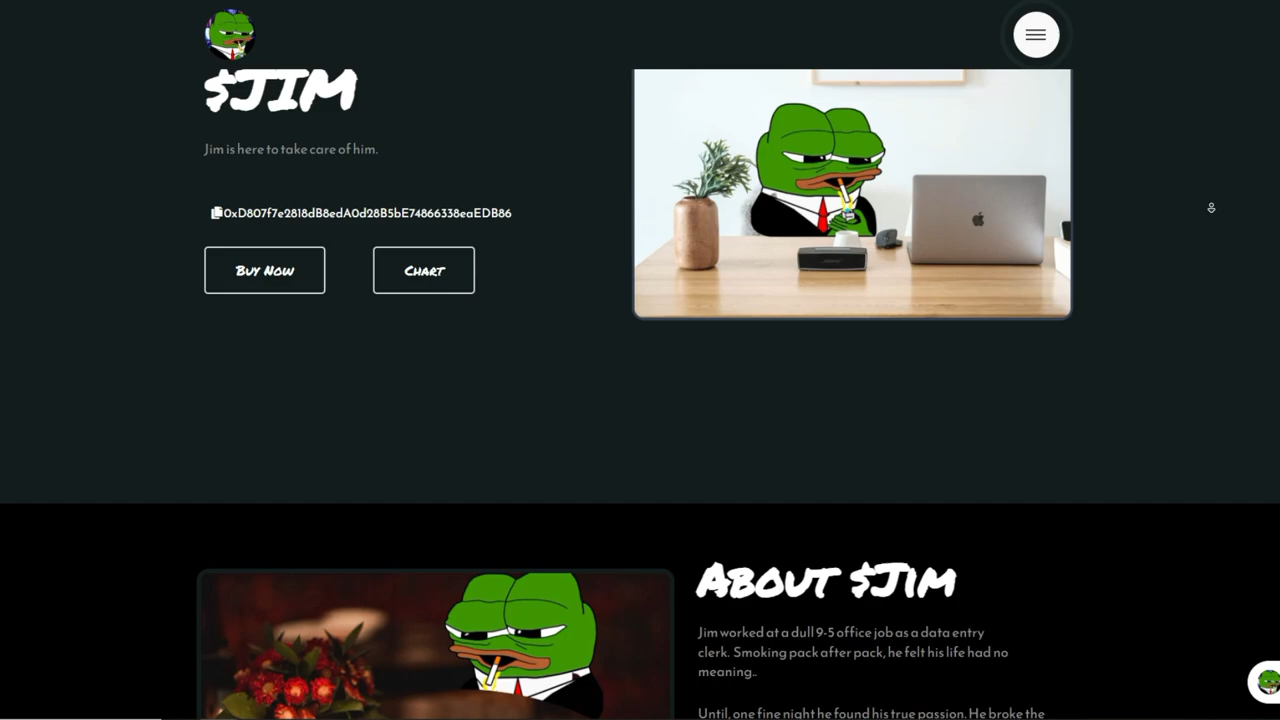 $JIM
Jim is here to take care of him.
0xD807f7e2818dB8edA0d28B5bE74866338eaEDB86
Buy Now
Chart
About $Jim
Jim worked at a dull 9-5 office job as a data entry
clerk. Smoking pack after pack, he felt his life had no
meaning..
Until, one fine night he found his true passion. He broke the